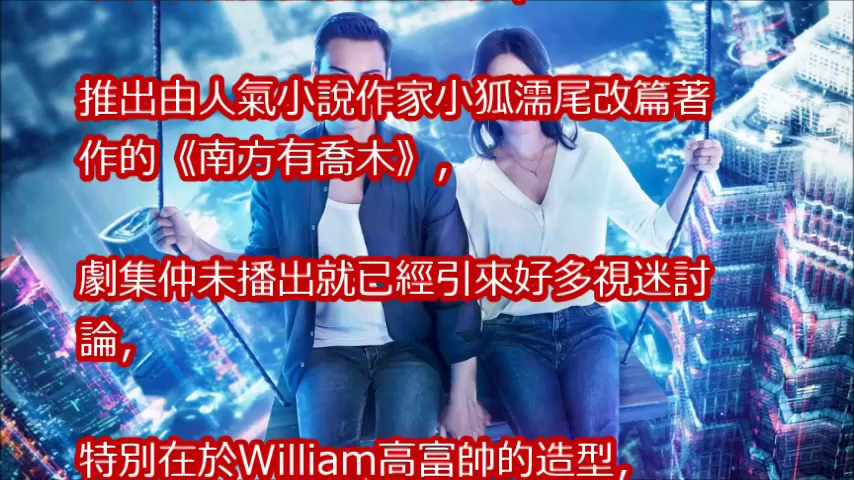 推出由人氣小說作家小狐濡尾改篇著
作的《南方有喬木》,
劇集仲未播出就已經引來好多視迷討
論,
特別在於William高富帥的造型,